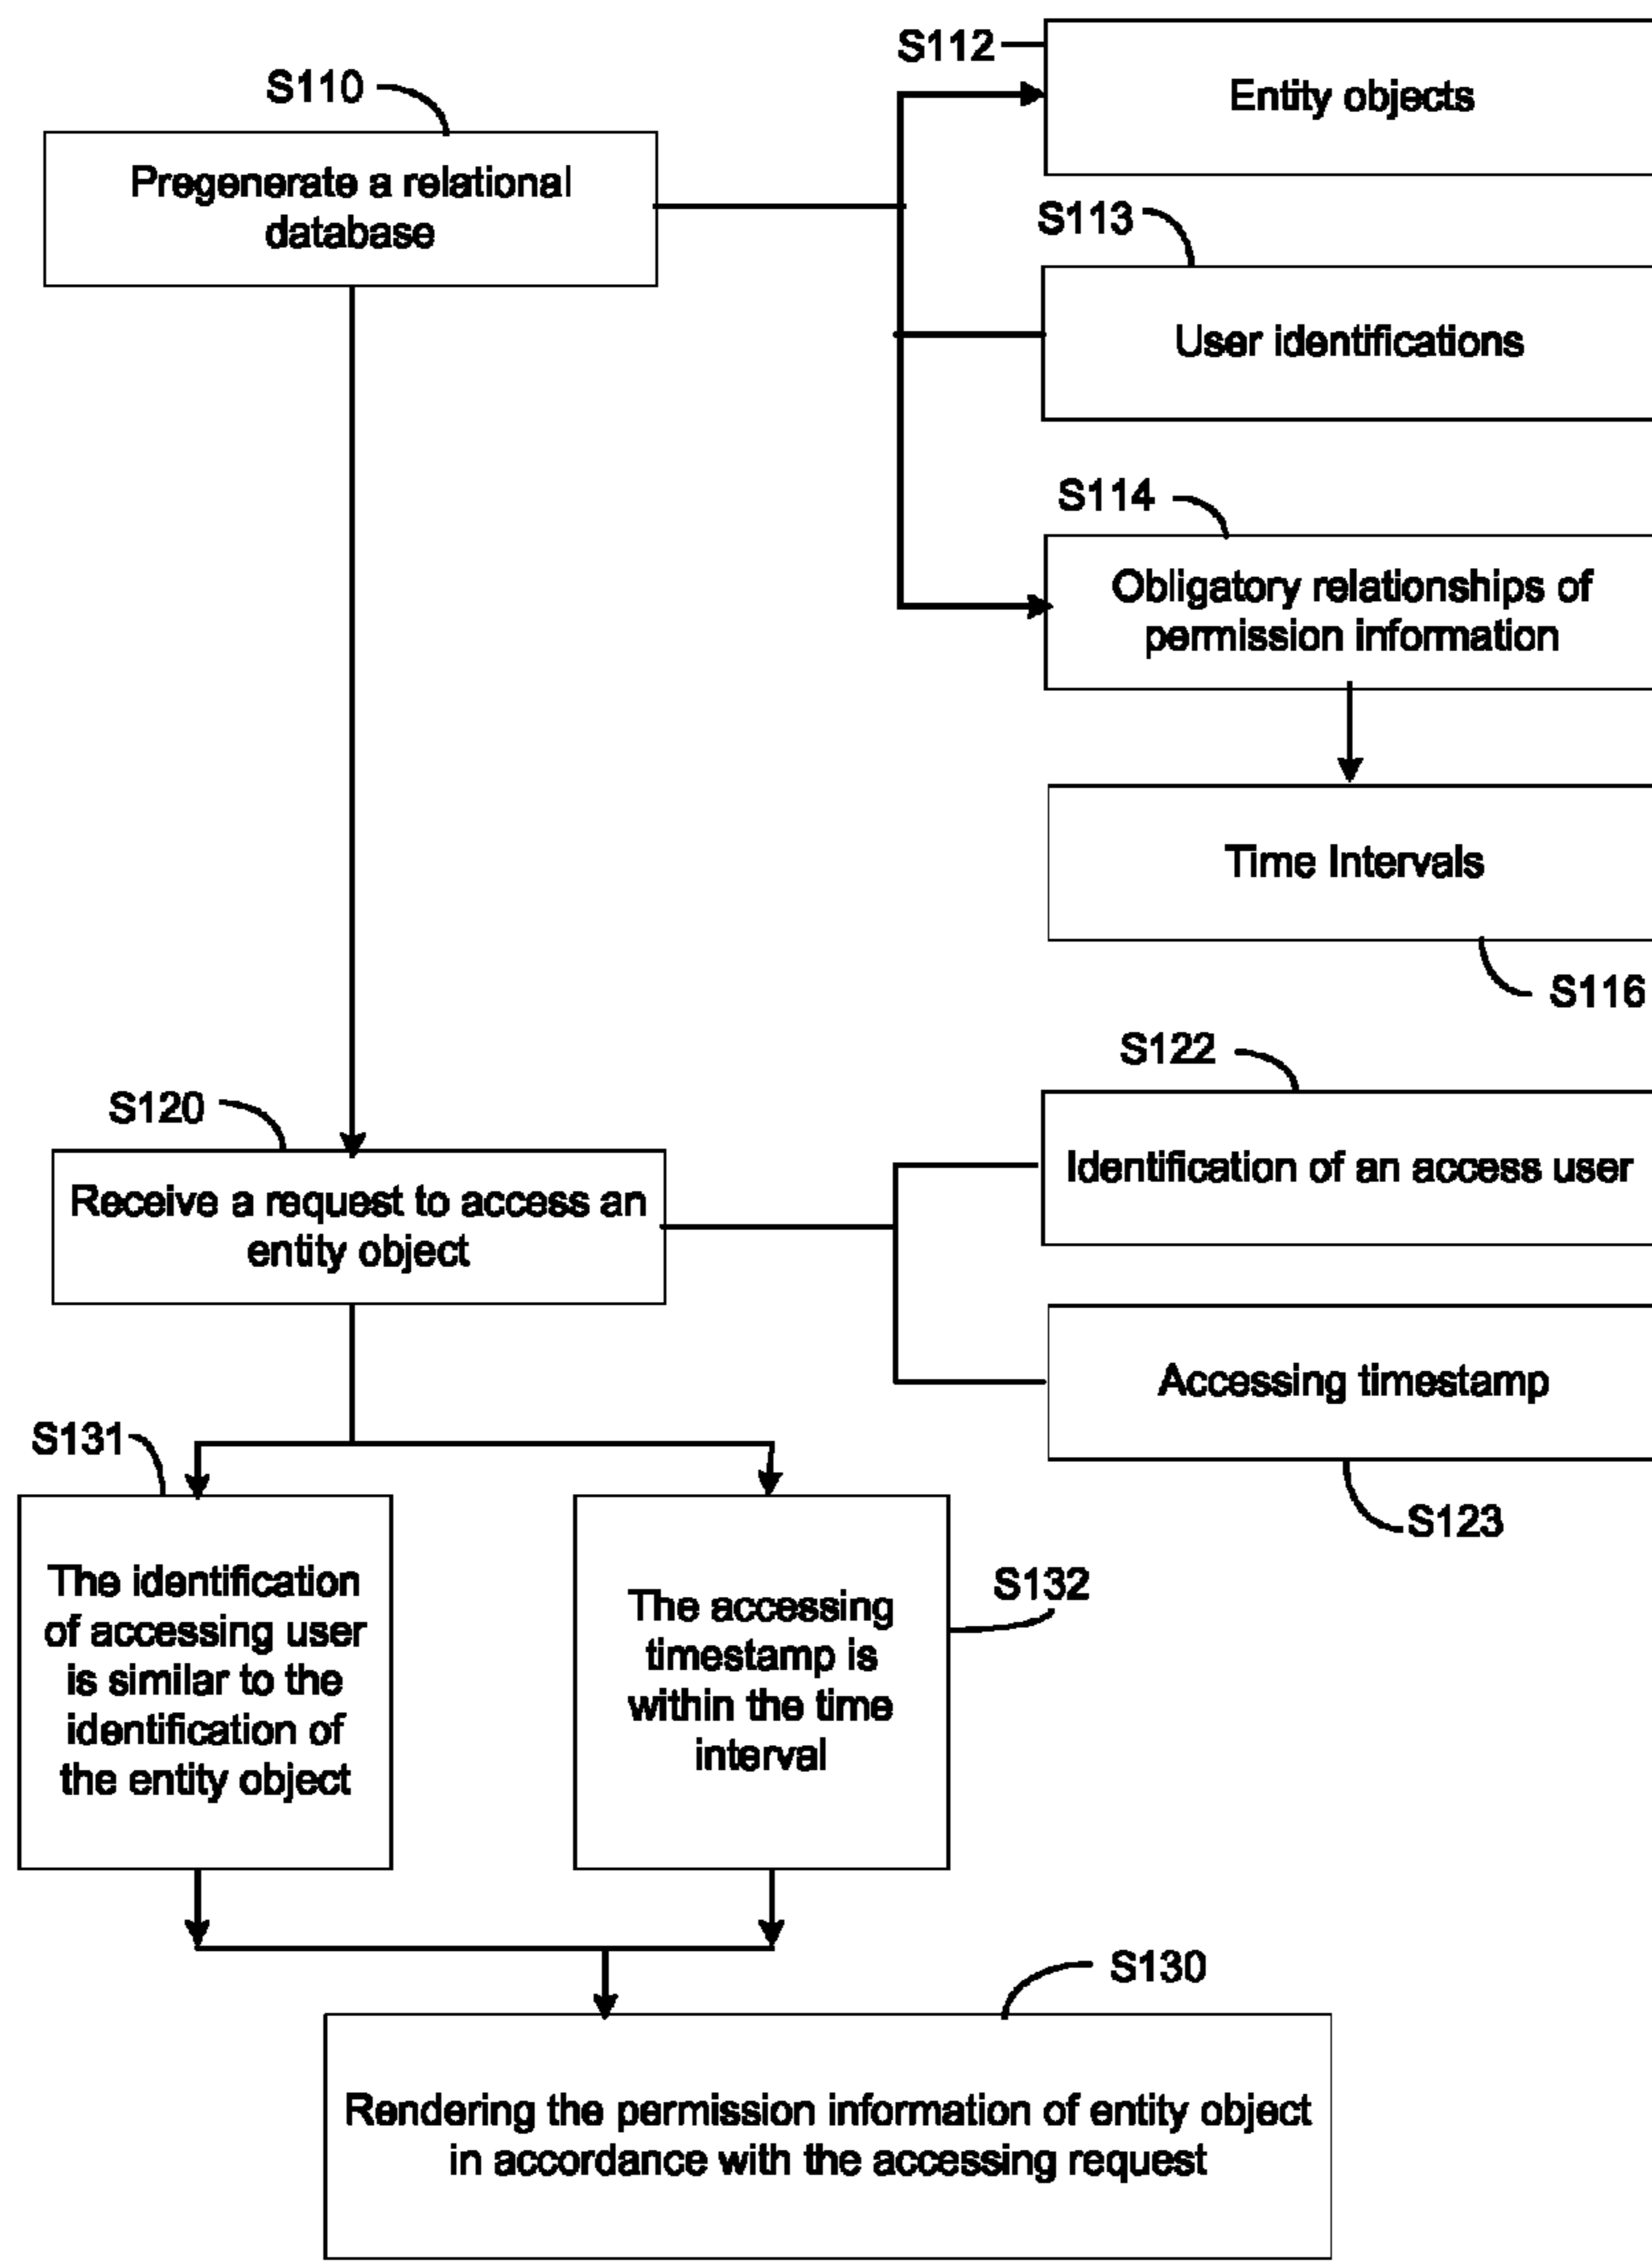 S112
Entity objects
S110
Pregenerate a relational
database
S113
User identifications
S114
Obligatory relationships of
permission information
Time Intervals
S116
S122
Identification of an access user
S120
Receive a request to access an
entity object
Accessing timestamp
S123
S131
The identification
of accessing user
is similar to the
identification of
the entity object
S132
The accessing
timestamp is
within the time
interval
S130
Rendering the permission information of entity object
in accordance with the accessing request